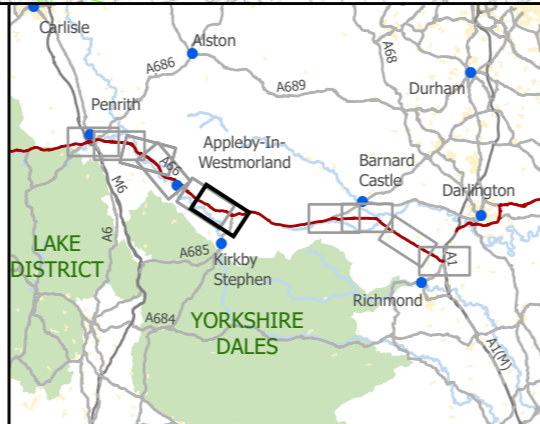 Carlisle
Alston
A68
A686
A689
Durham
Penrith
Appleby-In-
Westmorland
Barnard
Castle
A66
Darlington
M6
A6
LAKE
DISTRICT
A685
Kirkby
Stephen
A1
Richmond
A684
YORKSHIRE
DALES
A1(M)